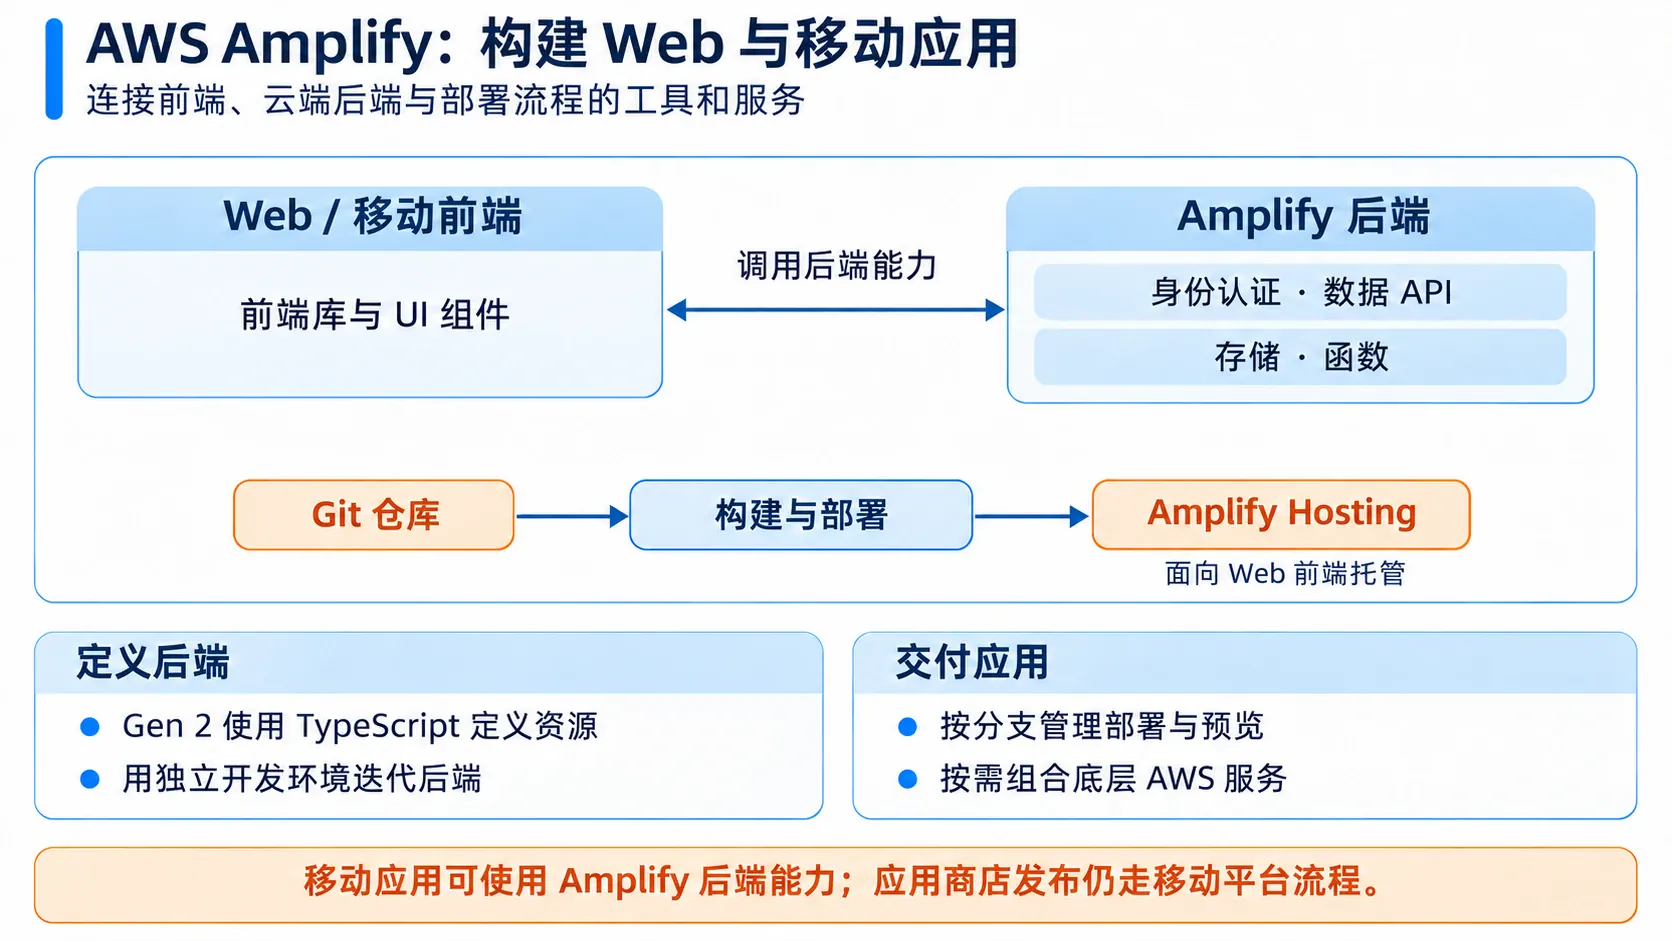 AWS Amplify：构建 Web 与移动应用
连接前端、云端后端与部署流程的工具和服务
Web / 移动前端
前端库与 UI 组件
调用后端能力
Amplify 后端
身份认证 · 数据 API
存储 · 函数
Git 仓库
构建与部署
Amplify Hosting
面向 Web 前端托管
定义后端
Gen 2 使用 TypeScript 定义资源
用独立开发环境迭代后端
交付应用
按分支管理部署与预览
按需组合底层 AWS 服务
移动应用可使用 Amplify 后端能力；应用商店发布仍走移动平台流程。